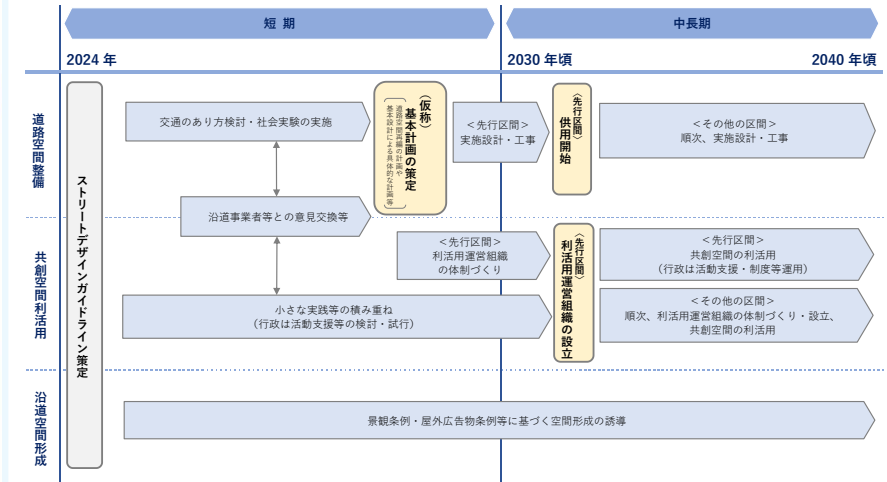 短 期
中長期
2024 年
2030 年頃
2040 年頃
道路空間整備
共創空間利活用
沿道空間形成
ストリートデザインガイドライン策定
交通のあり方検討・社会実験の実施
(仮称)
基本計画の策定
道路空間再編の計画や
基本設計による具体的な計画等
<先行区間>
実施設計・工事
〈先行区間〉
供用開始
<その他の区間>
順次、実施設計・工事
沿道事業者等との意見交換等
<先行区間>
利活用運営組織
の体制づくり
〈先行区間〉
利活用運営組織の設立
<先行区間>
共創空間の利活用
(行政は活動支援・制度等運用)
小さな実践等の積み重ね
(行政は活動支援等の検討・試行)
<その他の区間>
順次、利活用運営組織の体制づくり・設立、
共創空間の利活用
景観条例・屋外広告物条例等に基づく空間形成の誘導